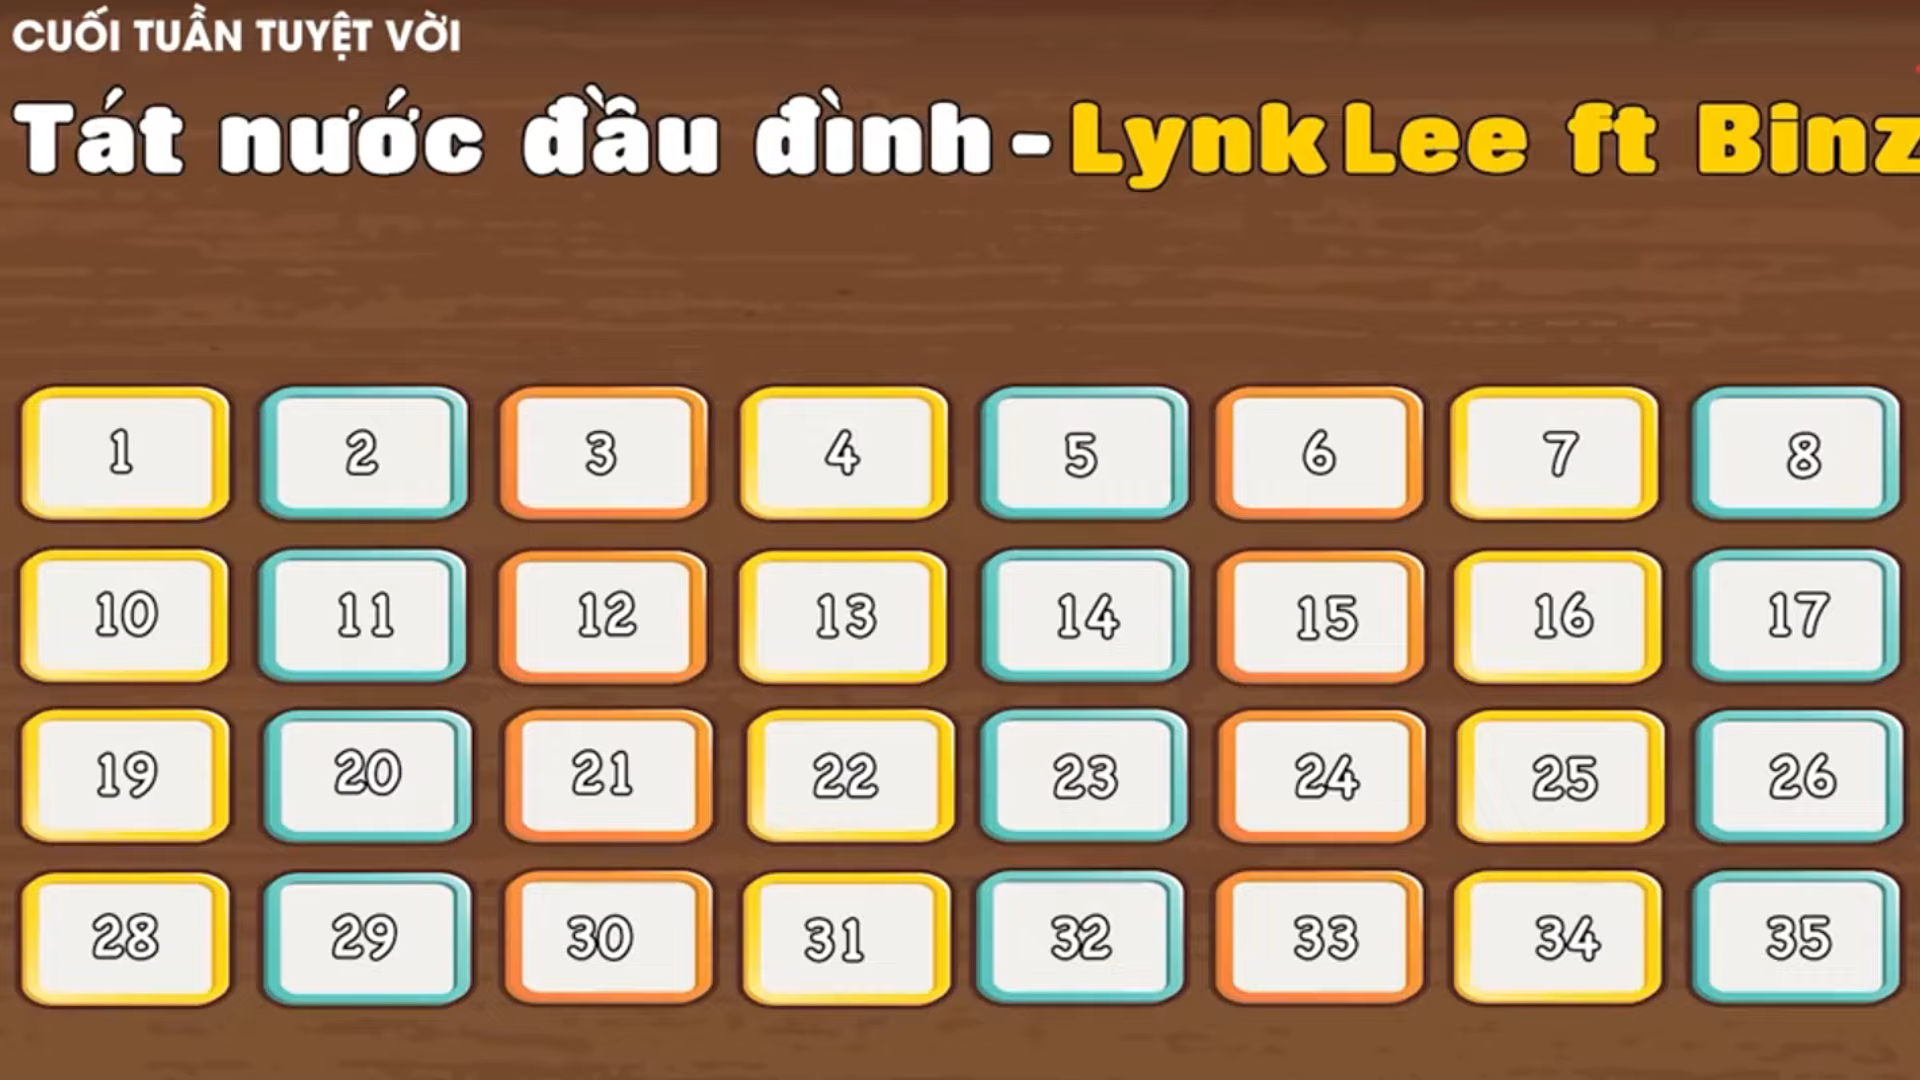 CUỐI TUẦN TUYỆT VỜI
Tát nước đầu đình - Lynk Lee ft Binz
1 2 3 4 5 6 7 8
10 11 12 13 14 15 16 17
19 20 21 22 23 24 25 26
28 29 30 31 32 33 34 35